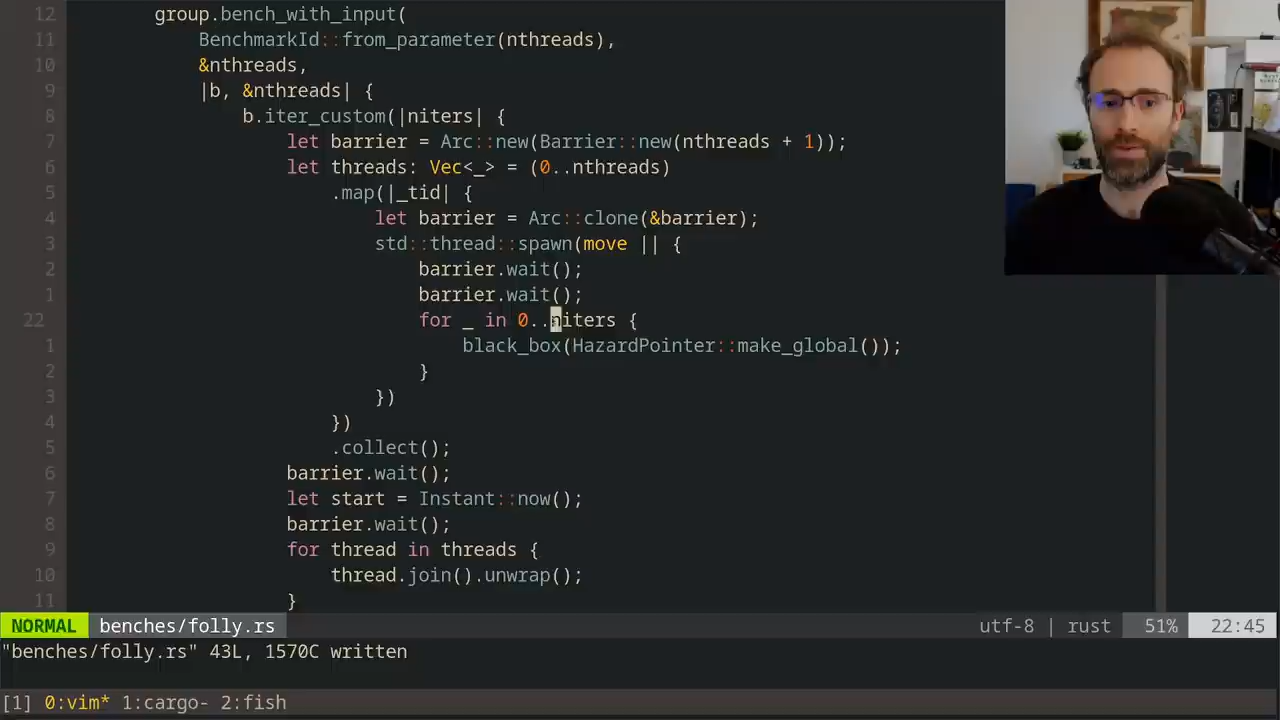 12 group.bench_with_input(
11 BenchmarkId::from_parameter(nthreads),
10 &nthreads,
9 |b, &nthreads| {
8 b.iter_custom(|niters| {
7 let barrier = Arc::new(Barrier::new(nthreads + 1));
6 let threads: Vec<_> = (0..nthreads)
5 .map(|_tid| {
4 let barrier = Arc::clone(&barrier);
3 std::thread::spawn(move || {
2 barrier.wait();
1 barrier.wait();
22 for _ in 0..niters {
1 black_box(HazardPointer::make_global());
2 }
3 })
4 })
5 .collect();
6 barrier.wait();
7 let start = Instant::now();
8 barrier.wait();
9 for thread in threads {
10 thread.join().unwrap();
11 }
NORMAL benches/folly.rs utf-8 | rust 51% 22:45
"benches/folly.rs" 43L, 1570C written
[1] 0:vim* 1:cargo- 2:fish